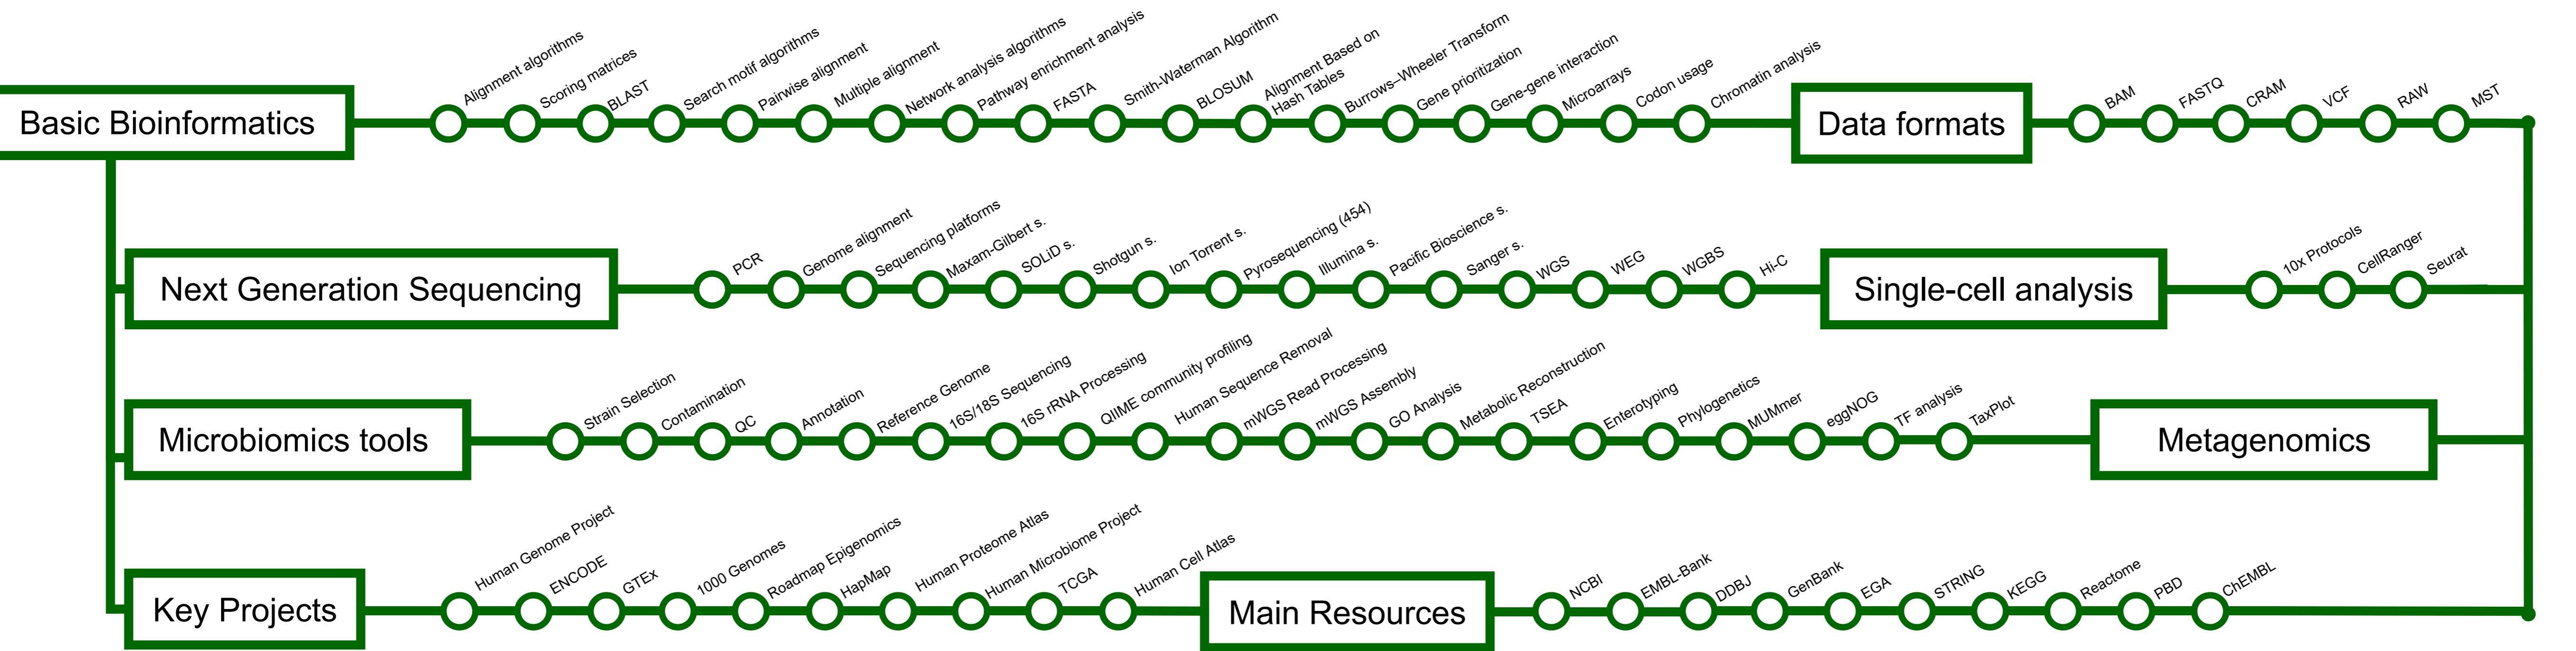 Basic Bioinformatics
Alignment algorithms
Scoring matrices
BLAST
Search motif algorithms
Pairwise alignment
Multiple alignment
Network analysis algorithms
Pathway enrichment analysis
FASTA
Smith-Waterman Algorithm
BLOSUM
Alignment Based on
Hash Tables
Burrows–Wheeler Transform
Gene prioritization
Gene-gene interaction
Microarrays
Codon usage
Chromatin analysis
Data formats
BAM
FASTQ
CRAM
VCF
RAW
MST
Next Generation Sequencing
PCR
Genome alignment
Sequencing platforms
Maxam-Gilbert s.
SOLiD s.
Shotgun s.
Ion Torrent s.
Pyrosequencing (454)
Illumina s.
Pacific Bioscience s.
Sanger s.
WGS
WEG
WGBS
Hi-C
Single-cell analysis
10x Protocols
CellRanger
Seurat
Microbiomics tools
Strain Selection
Contamination
QC
Annotation
Reference Genome
16S/18S Sequencing
16S rRNA Processing
QIIME community profiling
Human Sequence Removal
mWGS Read Processing
mWGS Assembly
GO Analysis
Metabolic Reconstruction
TSEA
Enterotyping
Phylogenetics
MUMmer
eggNOG
TF analysis
TaxPlot
Metagenomics
Key Projects
Human Genome Project
ENCODE
GTEx
1000 Genomes
Roadmap Epigenomics
HapMap
Human Proteome Atlas
Human Microbiome Project
TCGA
Human Cell Atlas
Main Resources
NCBI
EMBL-Bank
DDBJ
GenBank
EGA
STRING
KEGG
Reactome
PBD
ChEMBL